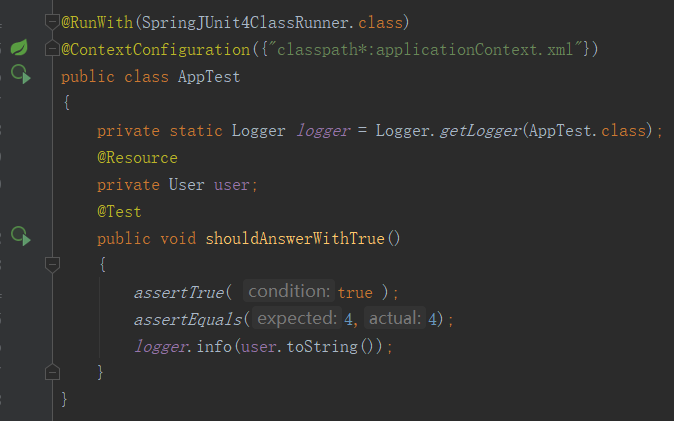 @RunWith(SpringJUnit4ClassRunner.class)
@ContextConfiguration({"classpath*:applicationContext.xml"})
public class AppTest
{
private static Logger logger = Logger.getLogger(AppTest.class);
@Resource
private User user;
@Test
public void shouldAnswerWithTrue()
{
assertTrue( condition: true );
assertEquals( expected: 4, actual: 4);
logger.info(user.toString());
}
}